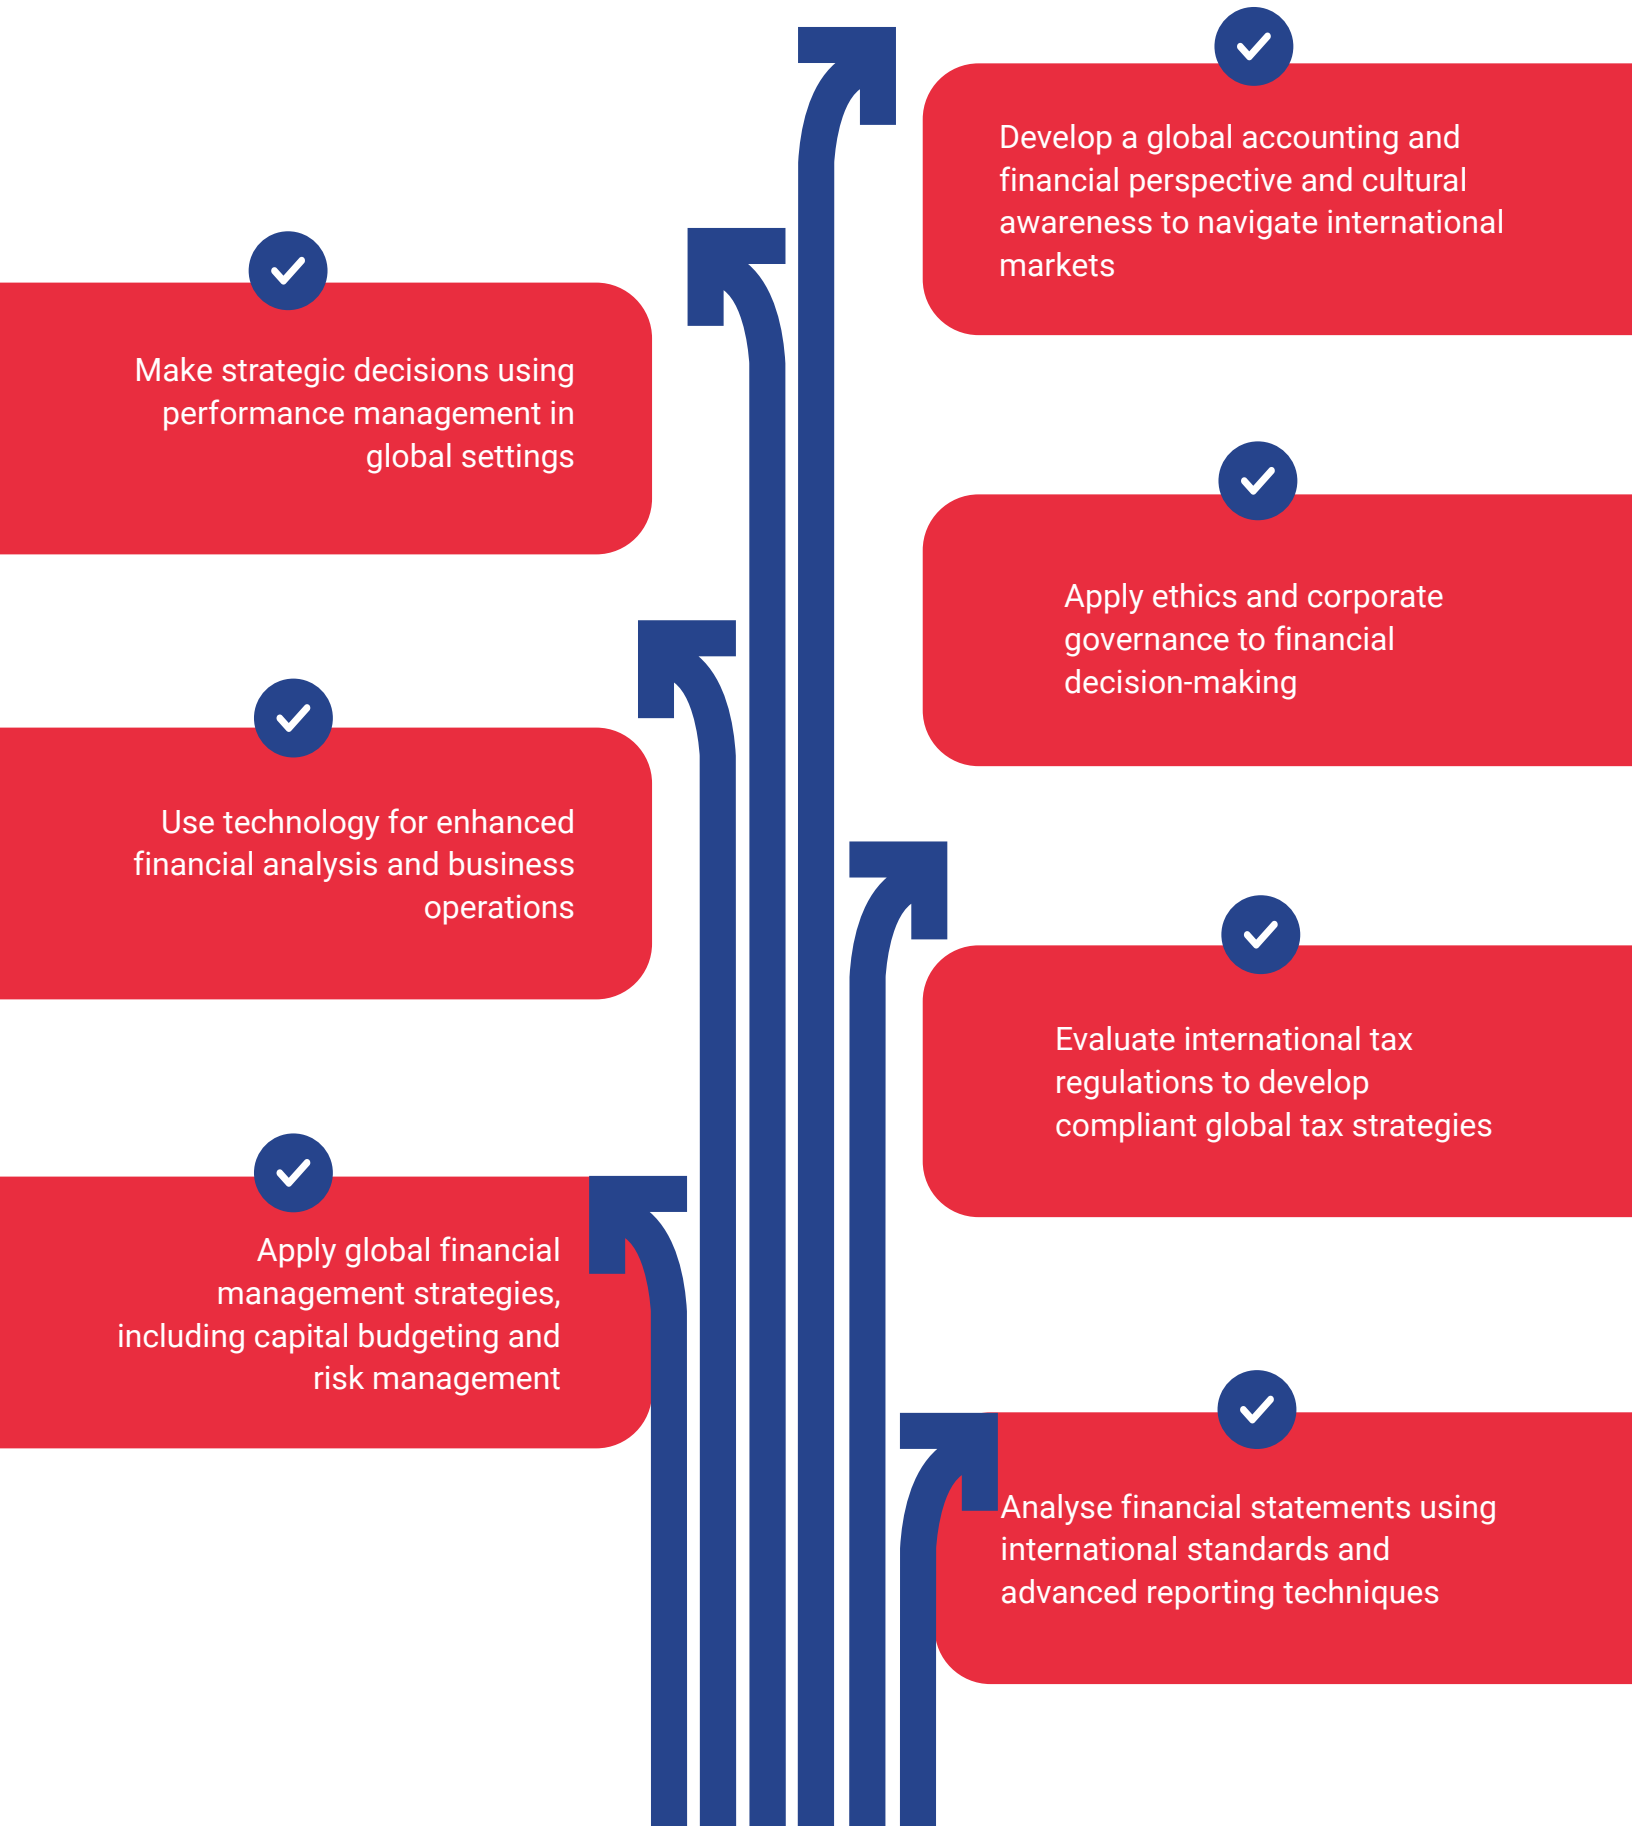 Develop a global accounting and
financial perspective and cultural
awareness to navigate international
markets
Make strategic decisions using
performance management in
global settings
Apply ethics and corporate
governance to financial
decision-making
Use technology for enhanced
financial analysis and business
operations
Evaluate international tax
regulations to develop
compliant global tax strategies
Apply global financial
management strategies,
including capital budgeting and
risk management
Analyse financial statements using
international standards and
advanced reporting techniques